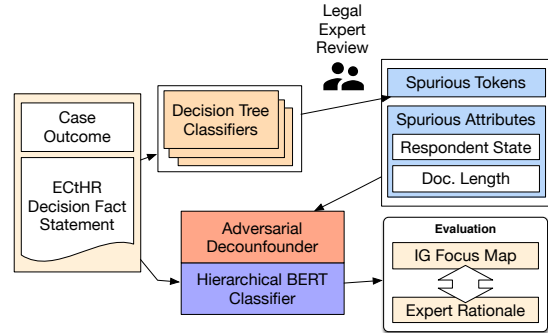 Legal
Expert
Review
Case
Outcome
ECtHR
Decision Fact
Statement
Decision Tree
Classifiers
Spurious Tokens
Spurious Attributes
Respondent State
Doc. Length
Adversarial
Decounfounder
Hierarchical BERT
Classifier
Evaluation
IG Focus Map
Expert Rationale